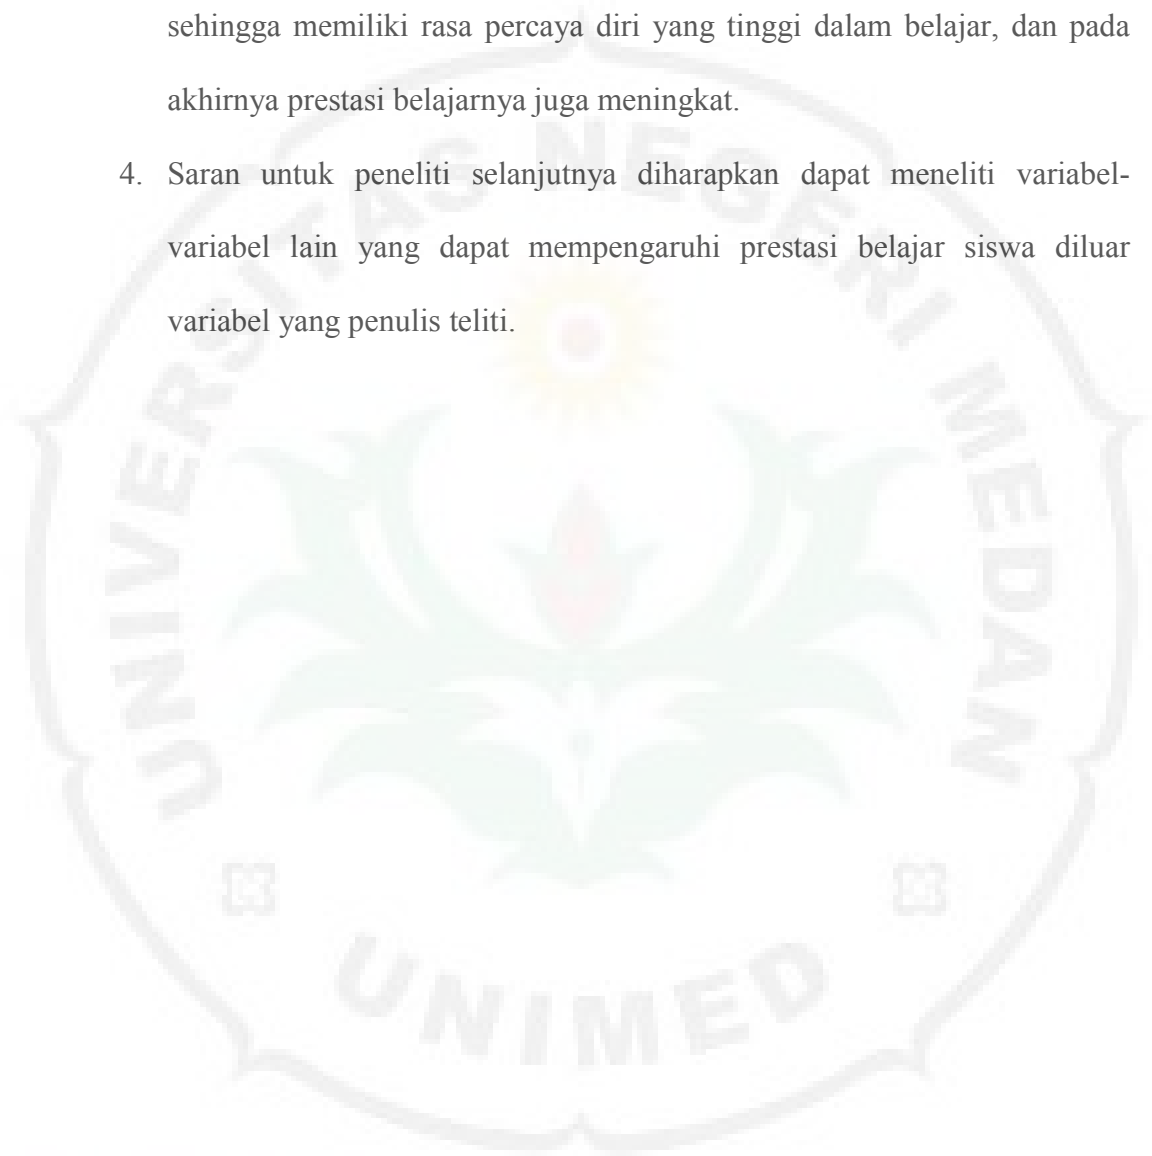 sehingga memiliki rasa percaya diri yang tinggi dalam belajar, dan pada
akhirnya prestasi belajarnya juga meningkat.
4. Saran untuk peneliti selanjutnya diharapkan dapat meneliti variabel-
variabel lain yang dapat mempengaruhi prestasi belajar siswa diluar
variabel yang penulis teliti.
UNIVERSITAS NEGERI MEDAN
UNIMED